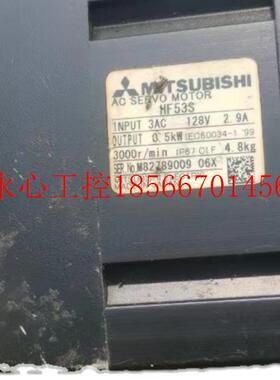 MITSUBISHI
AC SERVO MOTOR
HF53S
INPUT 3AC 128V 2.9A
OUTPUT 0.5kW IEC60034-1 '99
3000r/min IP67 CI.F 4.8kg
SER.No.M82789009 06X
永心工控18566701456